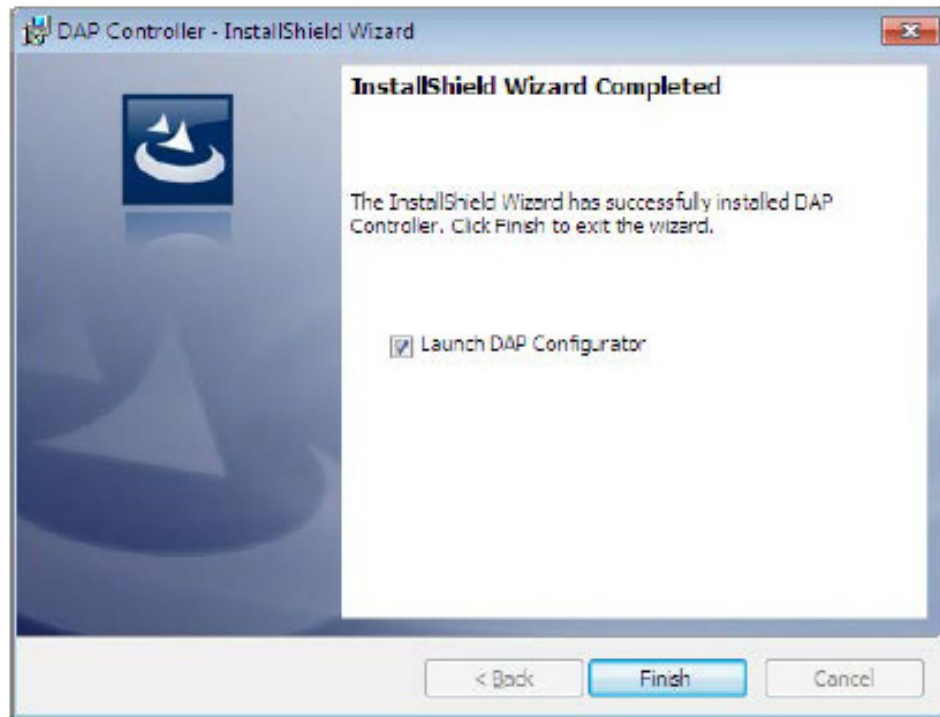 DAP Controller - InstallShield Wizard
InstallShield Wizard Completed
The InstallShield Wizard has successfully installed DAP
Controller. Click Finish to exit the wizard.
Launch DAP Configurator
< Back
Finish
Cancel